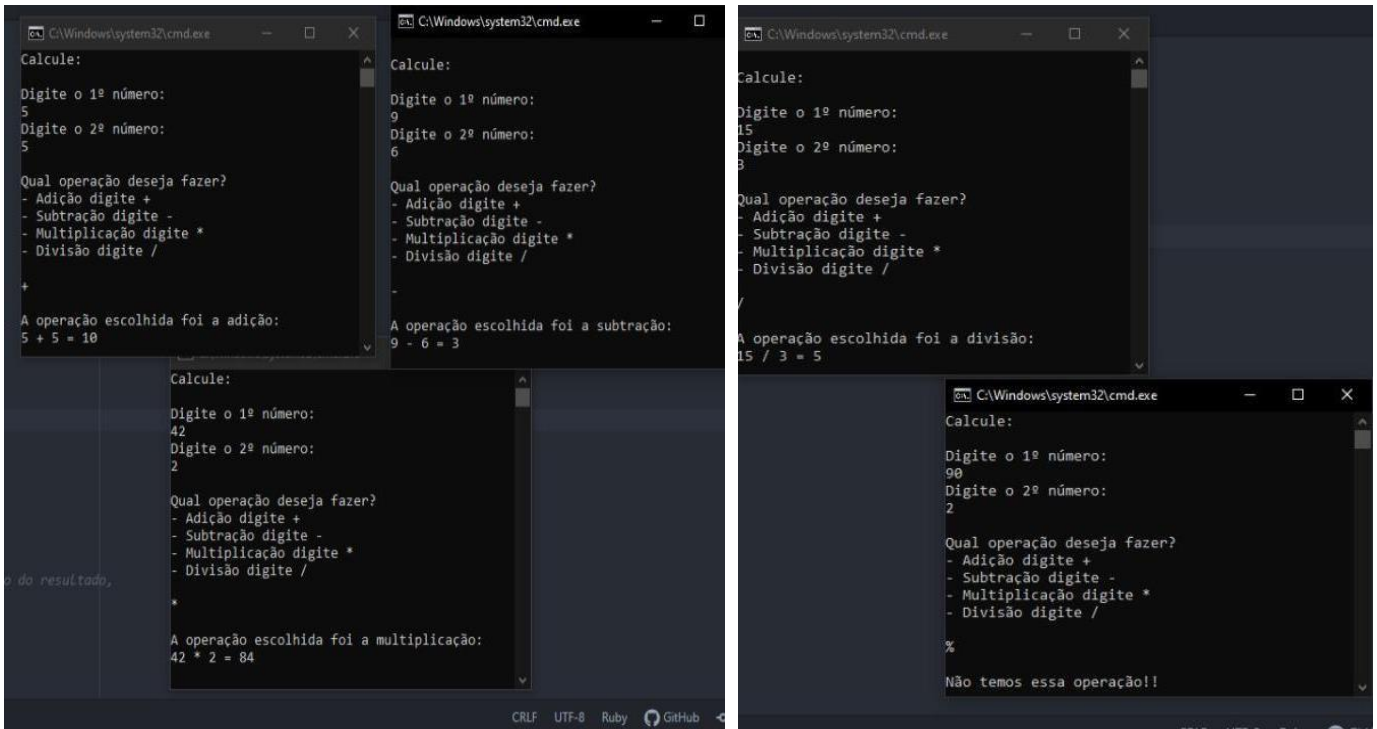 C:\Windows\system32\cmd.exe
Calcule:
Digite o 1º número:
5
Digite o 2º número:
5
Qual operação deseja fazer?
- Adição digite +
- Subtração digite -
- Multiplicação digite *
- Divisão digite /
+
A operação escolhida foi a adição:
5 + 5 = 10
C:\Windows\system32\cmd.exe
Calcule:
Digite o 1º número:
9
Digite o 2º número:
6
Qual operação deseja fazer?
- Adição digite +
- Subtração digite -
- Multiplicação digite *
- Divisão digite /
-
A operação escolhida foi a subtração:
9 - 6 = 3
Calcule:
Digite o 1º número:
42
Digite o 2º número:
2
Qual operação deseja fazer?
- Adição digite +
- Subtração digite -
- Multiplicação digite *
- Divisão digite /
*
A operação escolhida foi a multiplicação:
42 * 2 = 84
do resultado,
CRLF UTF-8 Ruby GitHub
C:\Windows\system32\cmd.exe
Calcule:
Digite o 1º número:
15
Digite o 2º número:
3
Qual operação deseja fazer?
- Adição digite +
- Subtração digite -
- Multiplicação digite *
- Divisão digite /
/
A operação escolhida foi a divisão:
15 / 3 = 5
C:\Windows\system32\cmd.exe
Calcule:
Digite o 1º número:
90
Digite o 2º número:
2
Qual operação deseja fazer?
- Adição digite +
- Subtração digite -
- Multiplicação digite *
- Divisão digite /
%
Não temos essa operação!!